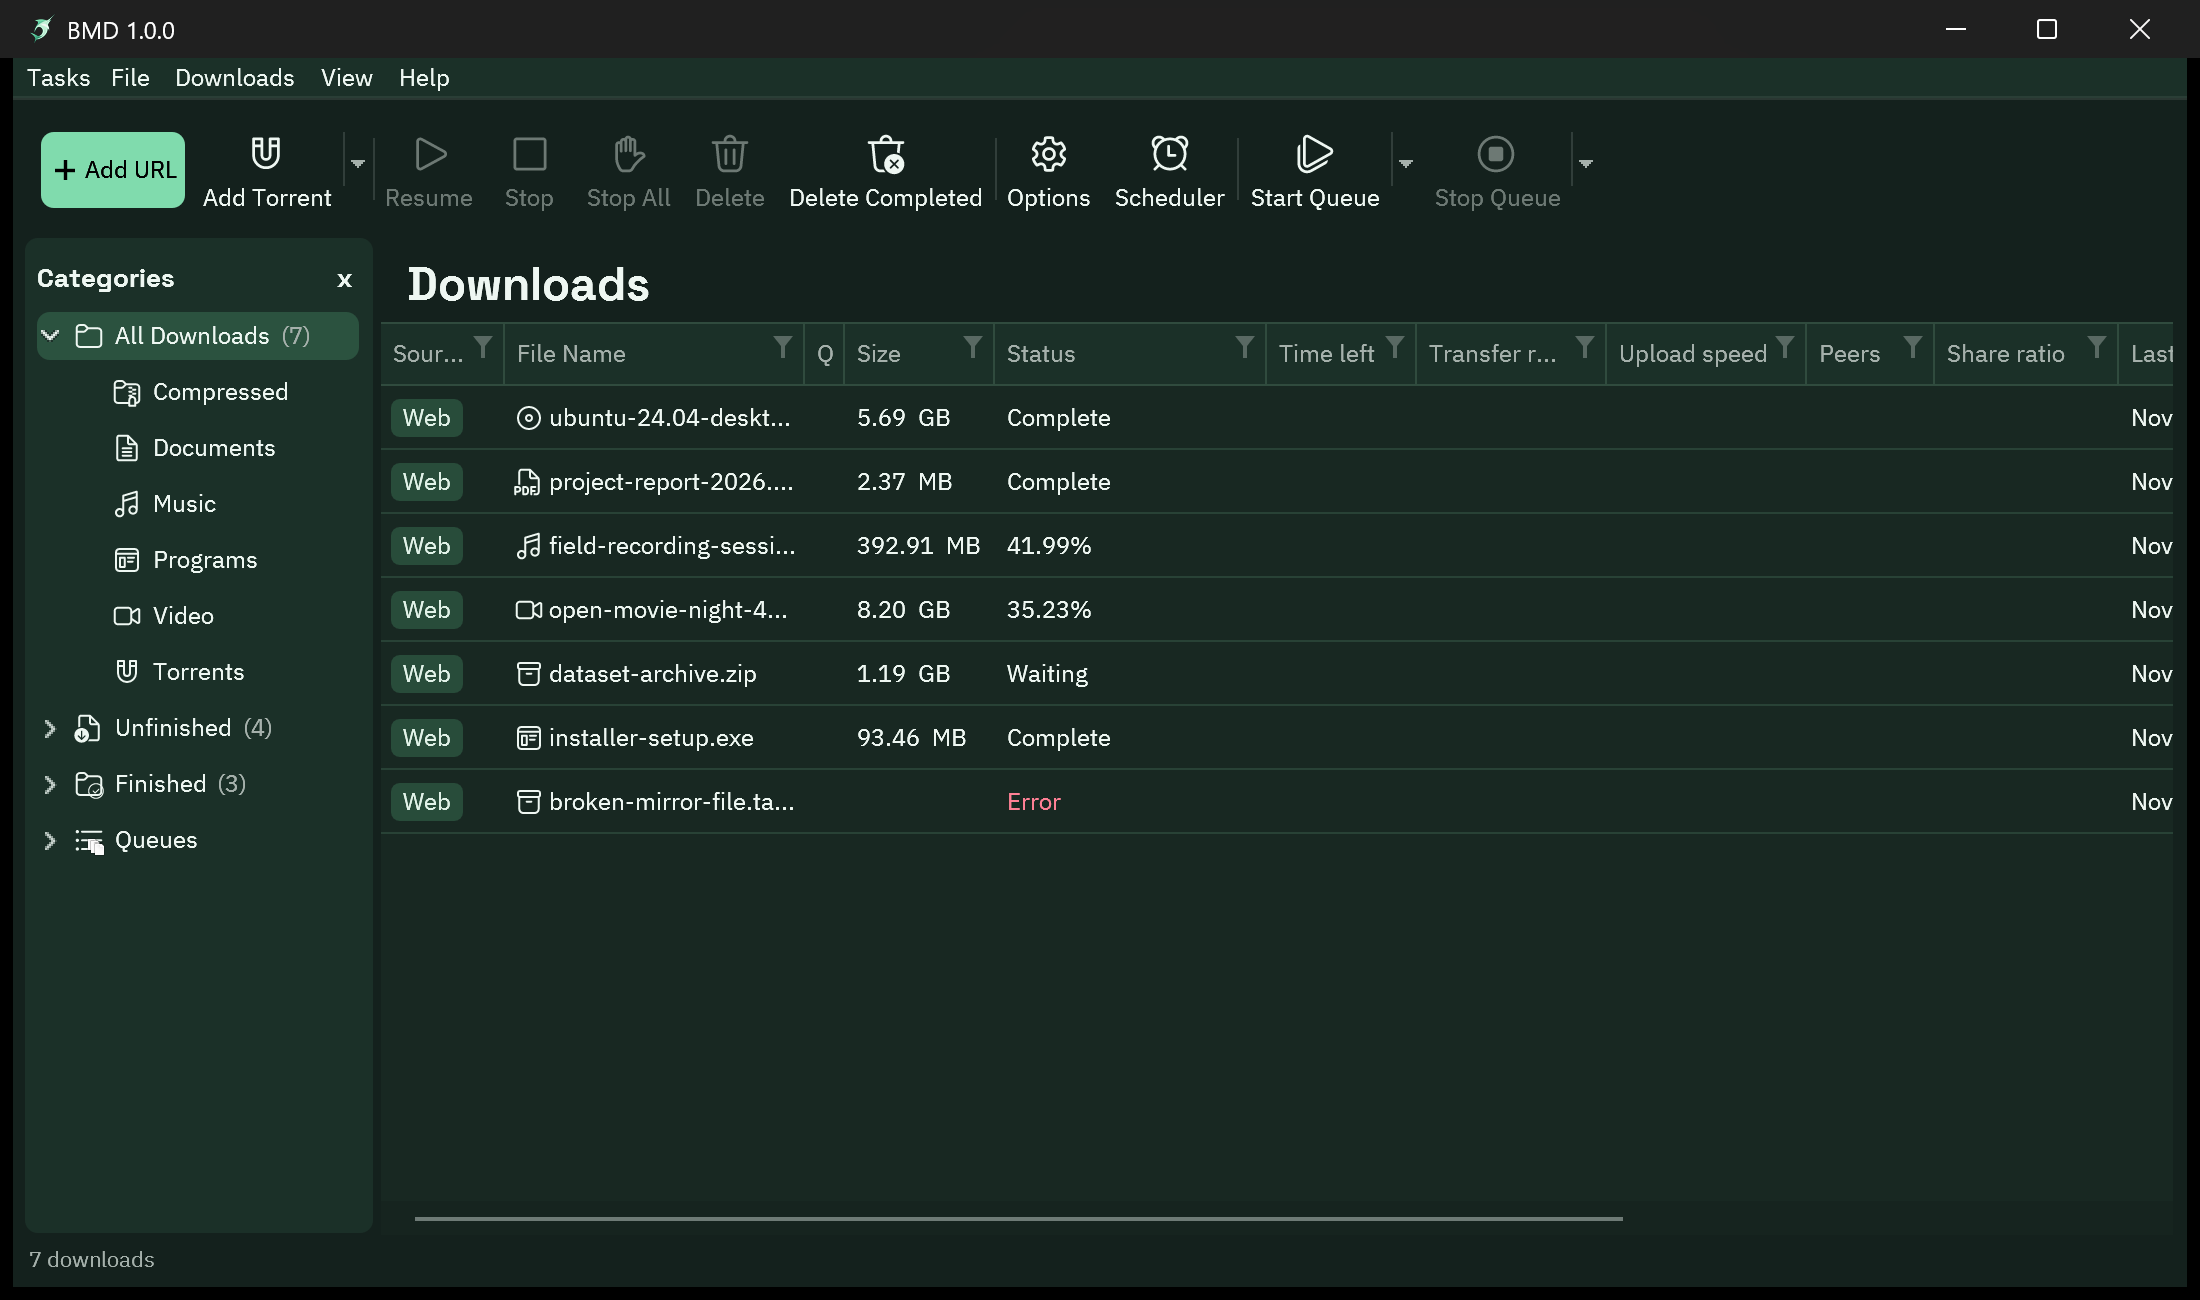 BMD 1.0.0
Tasks File Downloads View Help
+ Add URL
Add Torrent
Resume
Stop
Stop All
Delete
Delete Completed
Options
Scheduler
Start Queue
Stop Queue
Categories x
All Downloads (7)
Compressed
Documents
Music
Programs
Video
Torrents
Unfinished (4)
Finished (3)
Queues
Downloads
Sour... File Name Q Size Status Time left Transfer r... Upload speed Peers Share ratio Last
Web ubuntu-24.04-deskt... 5.69 GB Complete Nov
Web PDF project-report-2026.... 2.37 MB Complete Nov
Web field-recording-sessi... 392.91 MB 41.99% Nov
Web open-movie-night-4... 8.20 GB 35.23% Nov
Web dataset-archive.zip 1.19 GB Waiting Nov
Web installer-setup.exe 93.46 MB Complete Nov
Web broken-mirror-file.ta... Error Nov
7 downloads